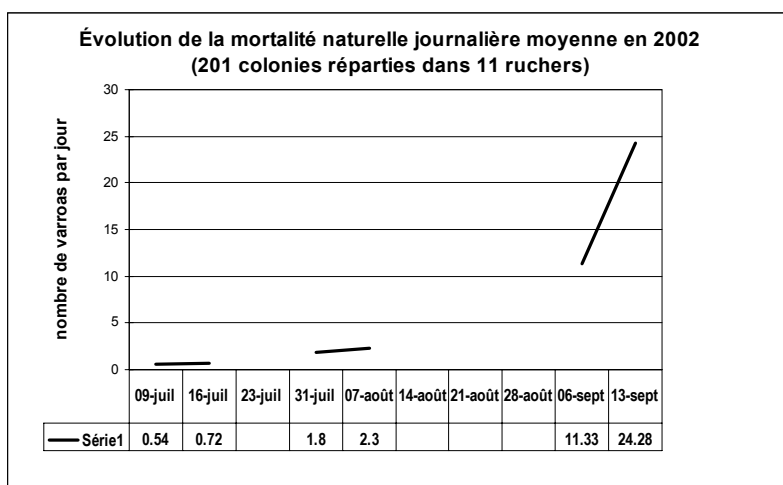 Évolution de la mortalité naturelle journalière moyenne en 2002
(201 colonies réparties dans 11 ruchers)
nombre de varroas par jour
30
25
20
15
10
5
0
09-juil 16-juil 23-juil 31-juil 07-août 14-août 21-août 28-août 06-sept 13-sept
Série1 0.54 0.72 1.8 2.3 11.33 24.28